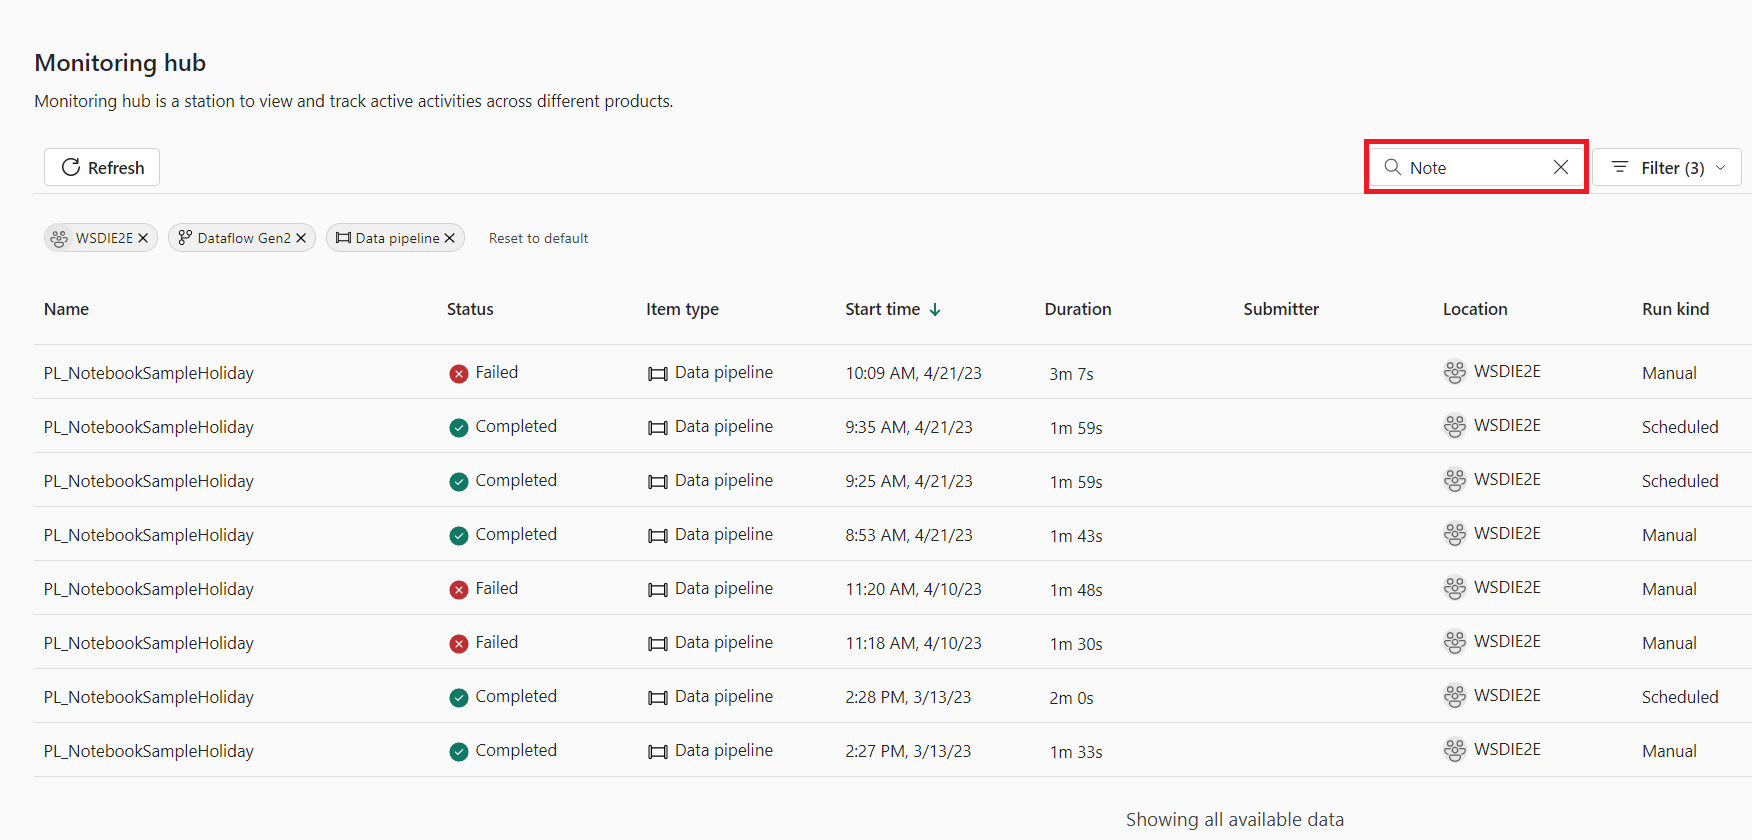 Monitoring hub
Monitoring hub is a station to view and track active activities across different products.
Refresh
Note
Filter (3)
WSDIE2E Dataflow Gen2 Data pipeline Reset to default
Name Status Item type Start time Duration Submitter Location Run kind
PL_NotebookSampleHoliday Failed Data pipeline 10:09 AM, 4/21/23 3m 7s WSDIE2E Manual
PL_NotebookSampleHoliday Completed Data pipeline 9:35 AM, 4/21/23 1m 59s WSDIE2E Scheduled
PL_NotebookSampleHoliday Completed Data pipeline 9:25 AM, 4/21/23 1m 59s WSDIE2E Scheduled
PL_NotebookSampleHoliday Completed Data pipeline 8:53 AM, 4/21/23 1m 43s WSDIE2E Manual
PL_NotebookSampleHoliday Failed Data pipeline 11:20 AM, 4/10/23 1m 48s WSDIE2E Manual
PL_NotebookSampleHoliday Failed Data pipeline 11:18 AM, 4/10/23 1m 30s WSDIE2E Manual
PL_NotebookSampleHoliday Completed Data pipeline 2:28 PM, 3/13/23 2m 0s WSDIE2E Scheduled
PL_NotebookSampleHoliday Completed Data pipeline 2:27 PM, 3/13/23 1m 33s WSDIE2E Manual
Showing all available data